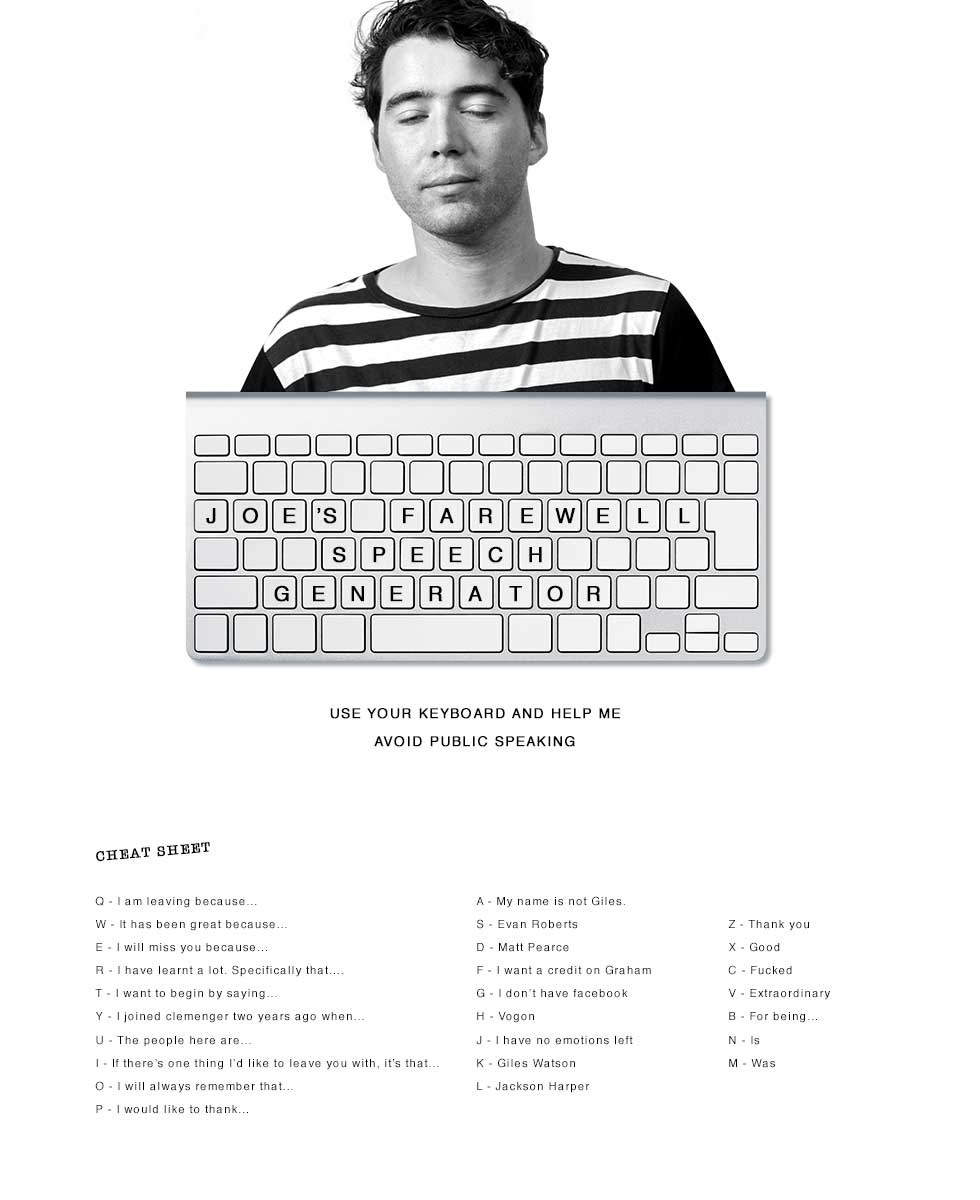 JOE'S FAREWELL
SPEECH
GENERATOR
USE YOUR KEYBOARD AND HELP ME
AVOID PUBLIC SPEAKING
CHEAT SHEET
Q - I am leaving because...
W - It has been great because...
E - I will miss you because...
R - I have learnt a lot. Specifically that....
T - I want to begin by saying...
Y - I joined clemenger two years ago when...
U - The people here are...
I - If there's one thing I'd like to leave you with, it's that...
O - I will always remember that...
P - I would like to thank...
A - My name is not Giles.
S - Evan Roberts
D - Matt Pearce
F - I want a credit on Graham
G - I don't have facebook
H - Vogon
J - I have no emotions left
K - Giles Watson
L - Jackson Harper
Z - Thank you
X - Good
C - Fucked
V - Extraordinary
B - For being...
N - Is
M - Was